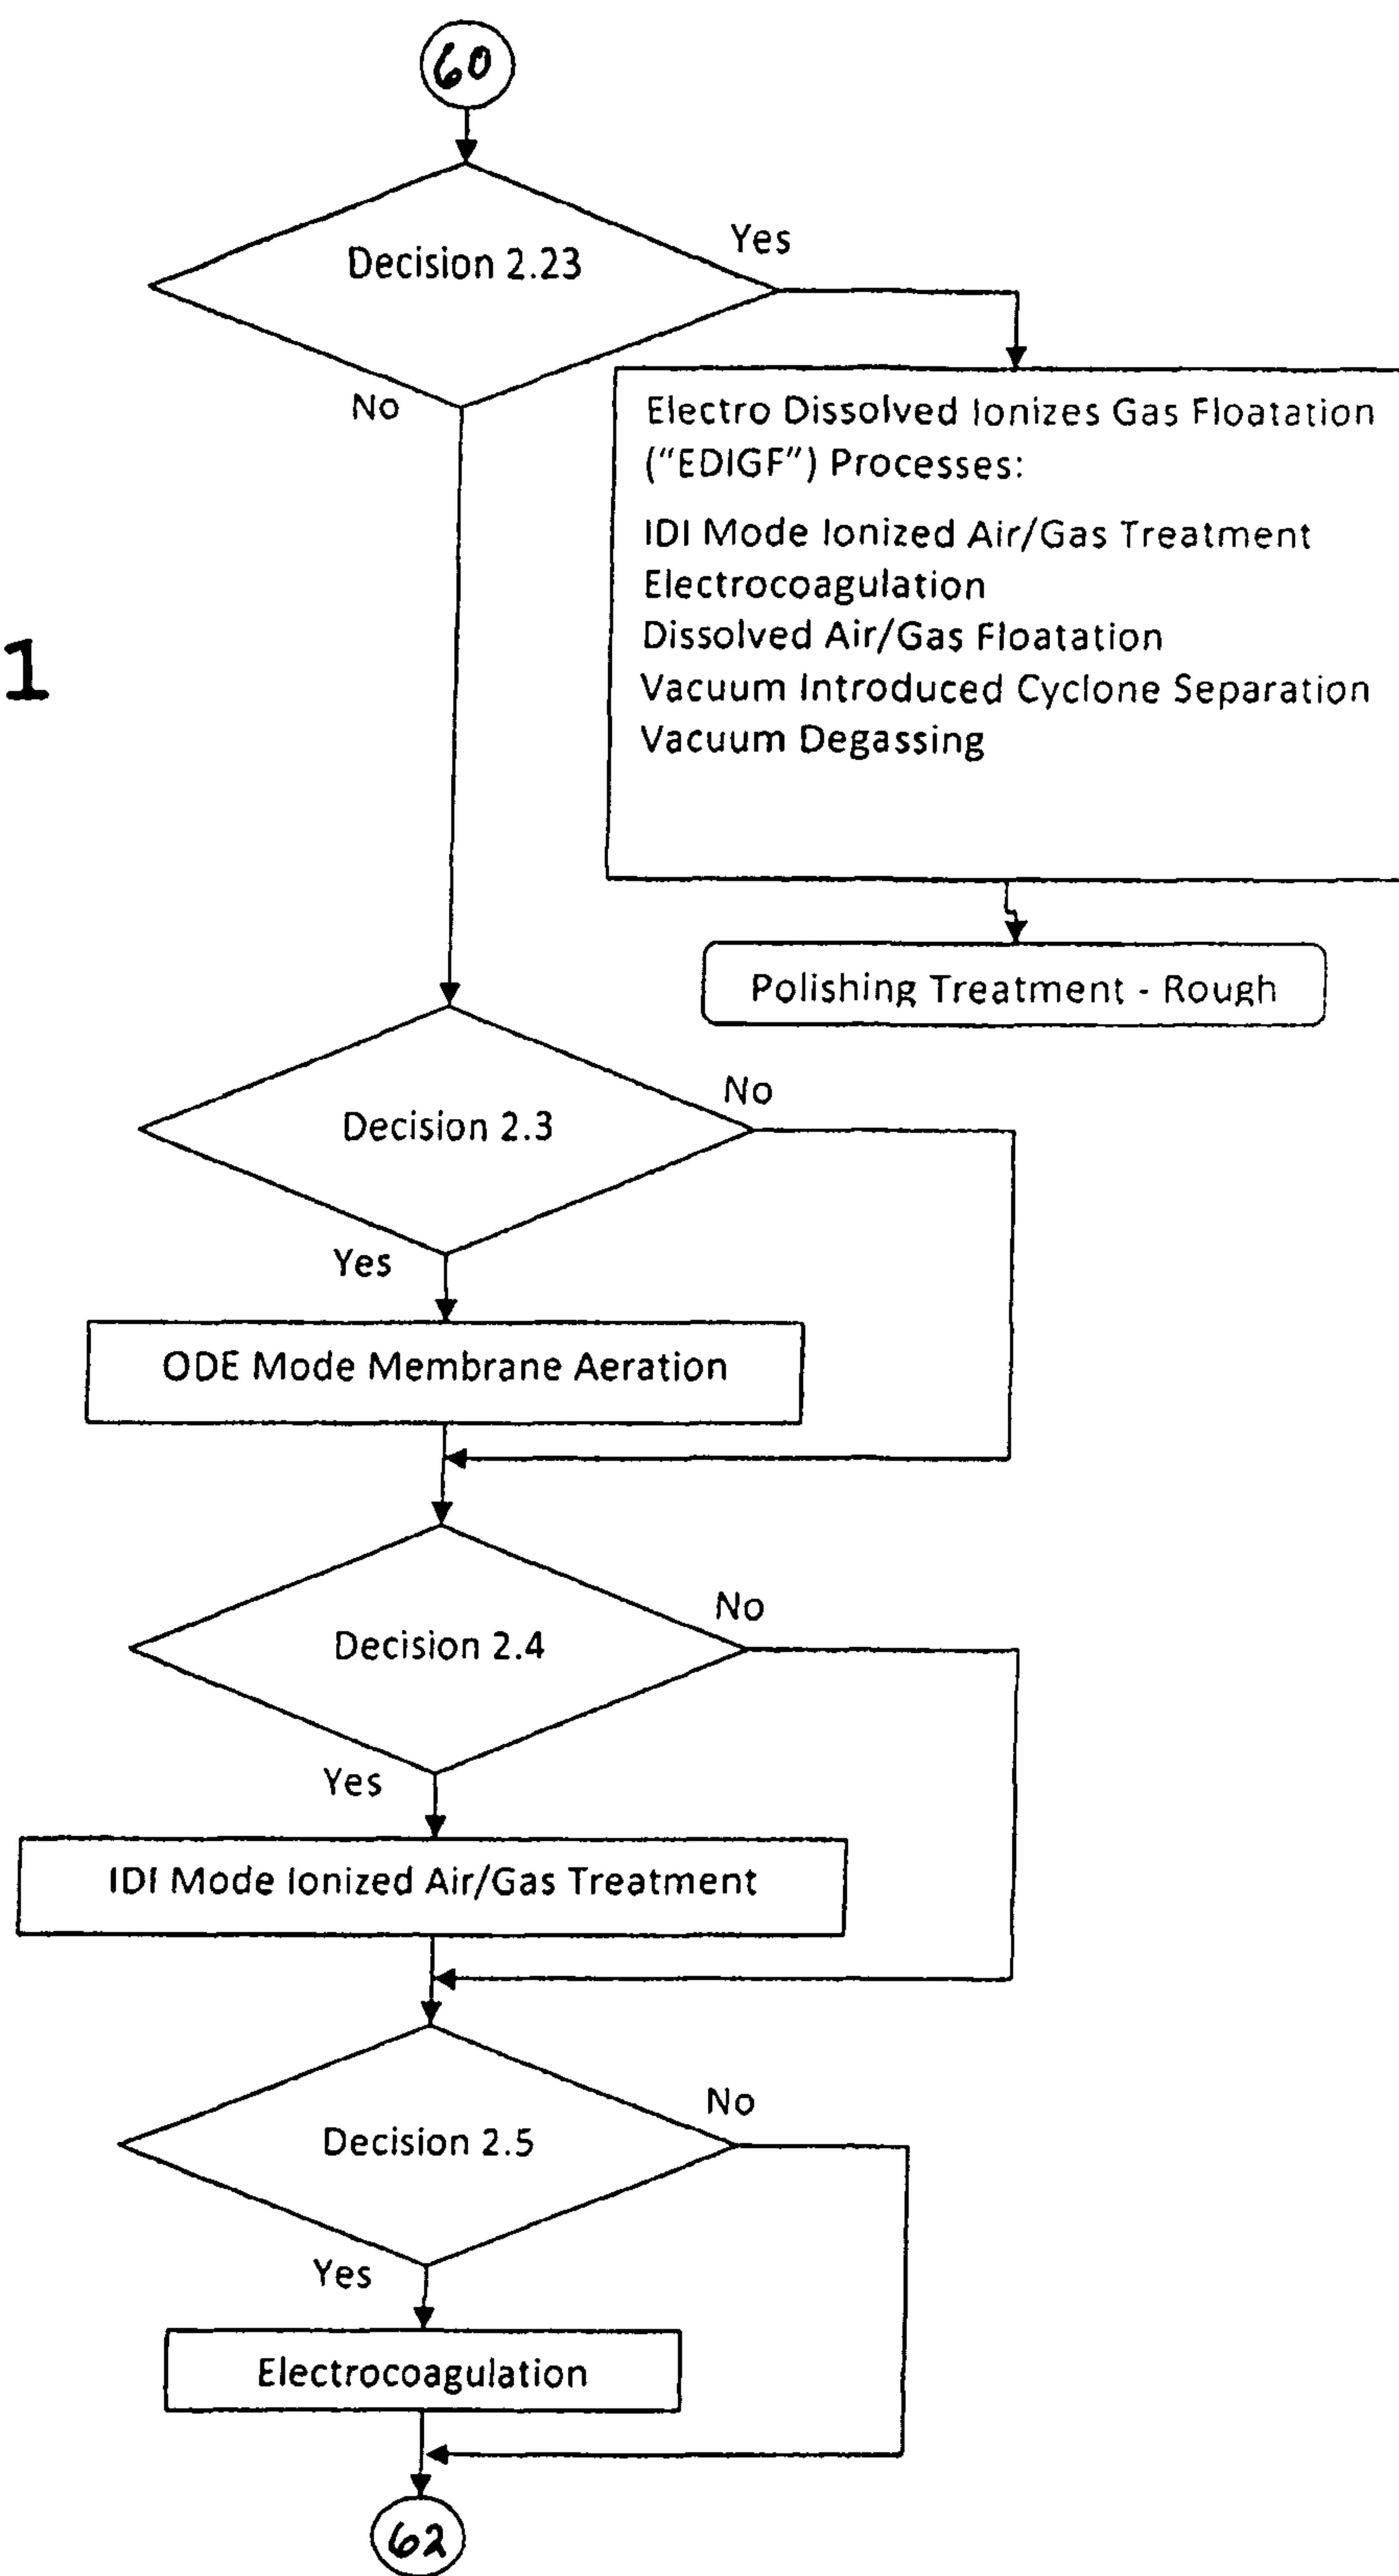 60
Decision 2.23
Yes
No
Electro Dissolved Ionizes Gas Floatation
("EDIGF") Processes:
IDI Mode Ionized Air/Gas Treatment
Electrocoagulation
Dissolved Air/Gas Floatation
Vacuum Introduced Cyclone Separation
Vacuum Degassing
1
Polishing Treatment - Rough
Decision 2.3
No
Yes
ODE Mode Membrane Aeration
Decision 2.4
No
Yes
IDI Mode Ionized Air/Gas Treatment
Decision 2.5
No
Yes
Electrocoagulation
62